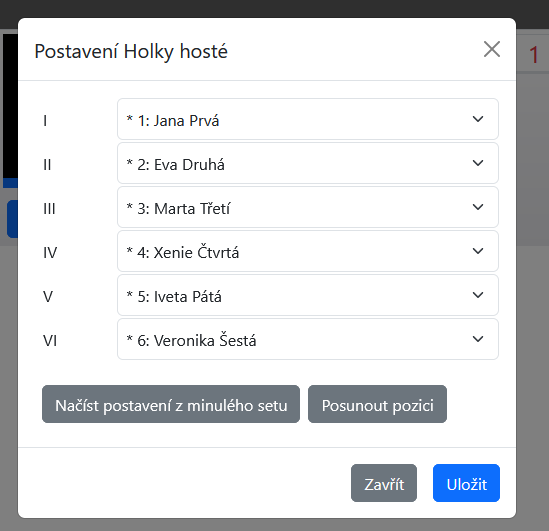 Postavení Holky hosté
1
I
* 1: Jana Prvá
II
* 2: Eva Druhá
III
* 3: Marta Třetí
IV
* 4: Xenie Čtvrtá
V
* 5: Iveta Pátá
VI
* 6: Veronika Šestá
Načíst postavení z minulého setu
Posunout pozici
Zavřít
Uložit